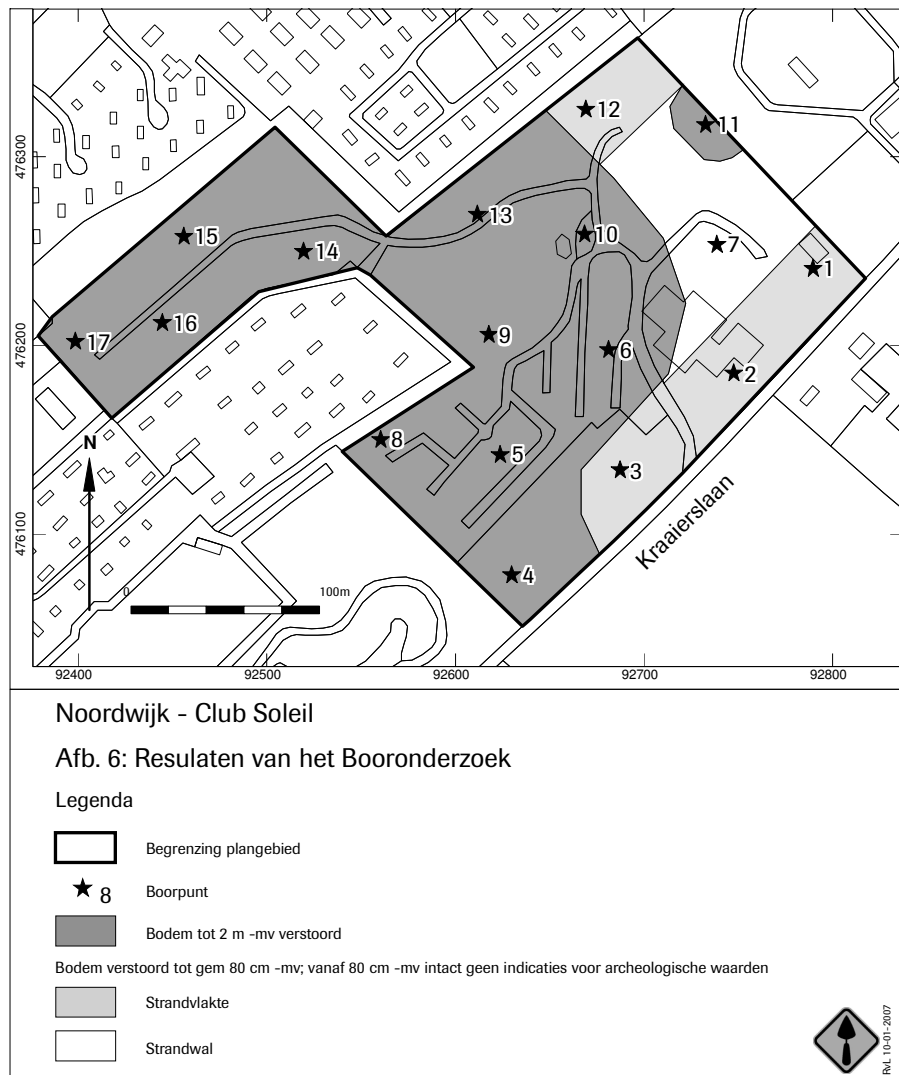 12
11
476300
13
15
10
7
14
1
16
9
17
476200
6
2
N
8
5
3
476100
Kraaierslaan
4
0
100m
92400
92500
92600
92700
92800
Noordwijk - Club Soleil
Afb. 6: Resulaten van het Booronderzoek
Legenda
Begrenzing plangebied
8 Boorpunt
Bodem tot 2 m -mv verstoord
Bodem verstoord tot gem 80 cm -mv; vanaf 80 cm -mv intact geen indicaties voor archeologische waarden
Strandvlakte
Strandwal
RvL 10-01-2007